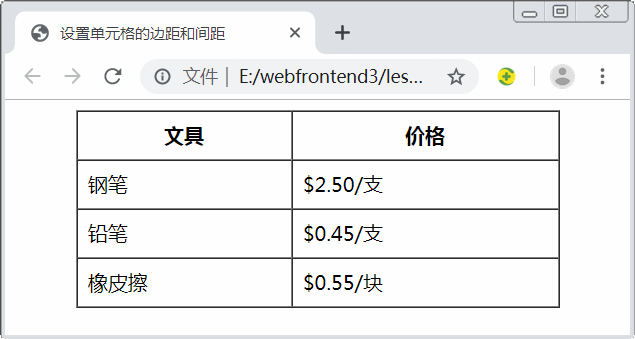 设置单元格的边距和间距
文件 | E:/webfrontend3/les...
文具 价格
钢笔 $2.50/支
铅笔 $0.45/支
橡皮擦 $0.55/块